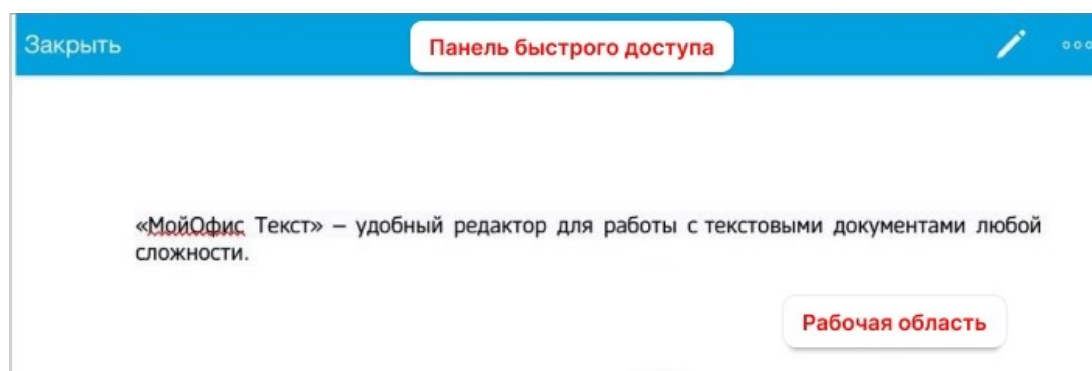 Закрыть
Панель быстрого доступа
«МойОфис Текст» – удобный редактор для работы с текстовыми документами любой
сложности.
Рабочая область